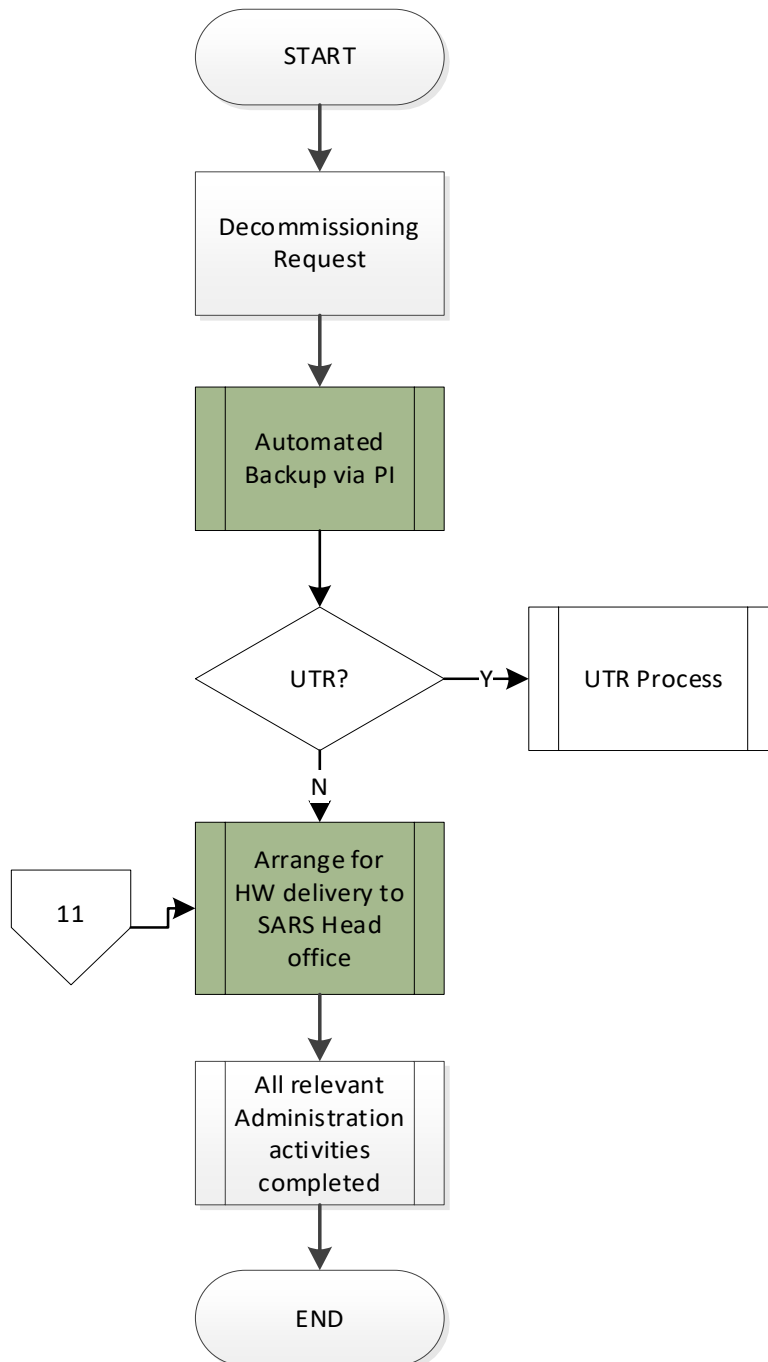 START
Decommissioning
Request
Automated
Backup via PI
UTR?
Y
UTR Process
N
Arrange for
HW delivery to
SARS Head
office
11
All relevant
Administration
activities
completed
END